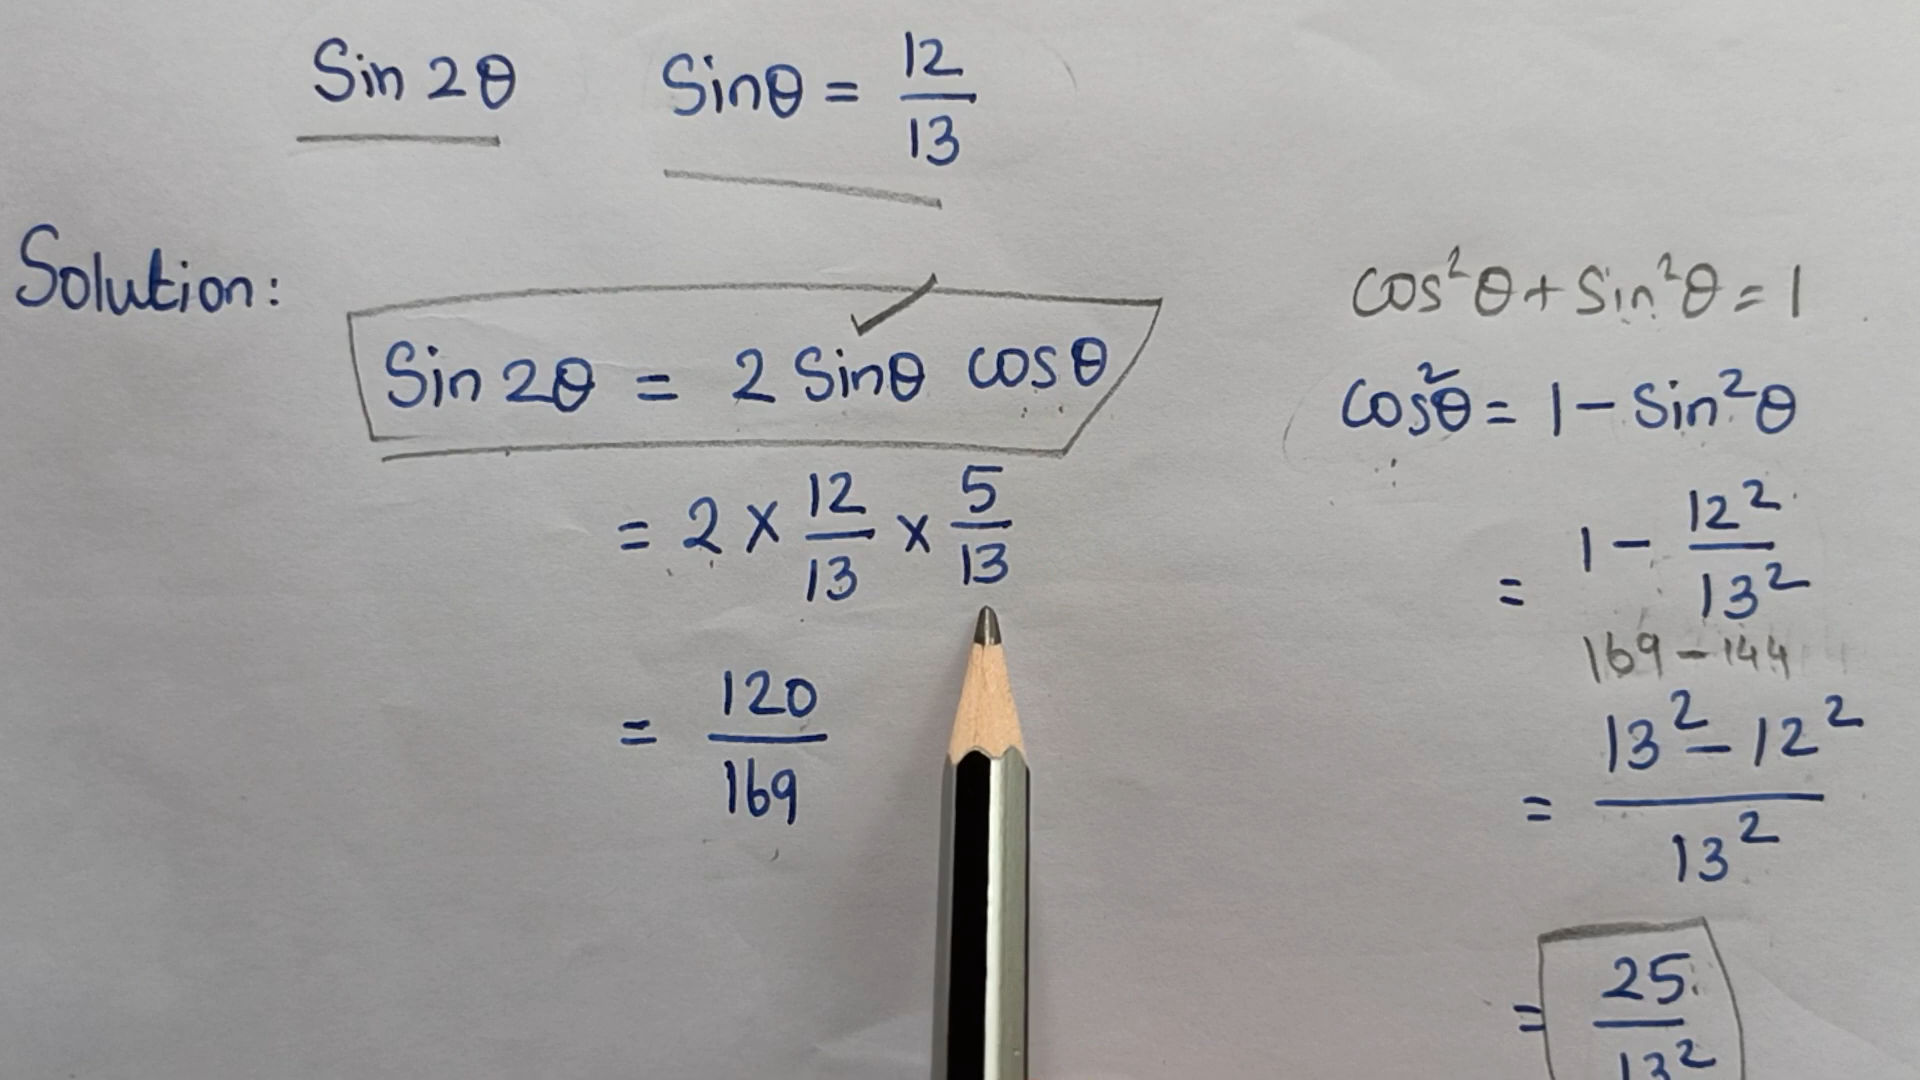 Sin 2θ   Sinθ = 12/13
Solution:
Sin 2θ = 2 Sinθ cosθ
= 2 × 12/13 × 5/13
= 120/169
cos²θ + Sin²θ = 1
cos²θ = 1 - Sin²θ
= 1 - 12²/13²
169 - 144
= 13² - 12²/13²
= 25/13²